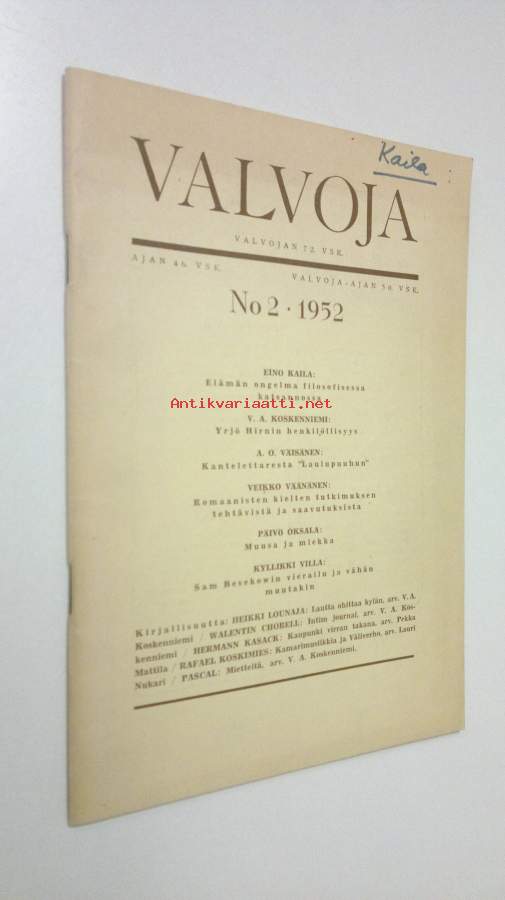 Kaila
VALVOJA
VALVOJAN 72. VSK.
AJAN 46. VSK.
VALVOJA-AJAN 30. VSK.
No 2 · 1952
EINO KAILA:
Elämän ongelma filosofisessa
katsannossa
Antikvariaatti.net
V. A. KOSKENNIEMI:
Yrjö Hirnin henkilöllisyys
A. O. VÄISÄNEN:
Kantelettaresta "Laulupuuhun"
VEIKKO VÄÄNÄNEN:
Romaanisten kielten tutkimuksen
tehtävistä ja saavutuksista
PÄIVÖ OKSALA:
Muusa ja miekka
KYLLIKKI VILLA:
Sam Besekowin vierailu ja vähän
muutakin
Kirjallisuutta: HEIKKI LOUNAJA: Lautta ohittaa kylän, arv. V. A.
Koskenniemi / WALENTIN CHORELL: Intim journal, arv. V. A. Kos-
kenniemi / HERMANN KASACK: Kaupunki virran takana, arv. Pekka
Mattila / RAFAEL KOSKIMIES: Kamarimusiikkia ja Väliverho, arv. Lauri
Nukari / PASCAL: Mietteitä, arv. V. A. Koskenniemi.